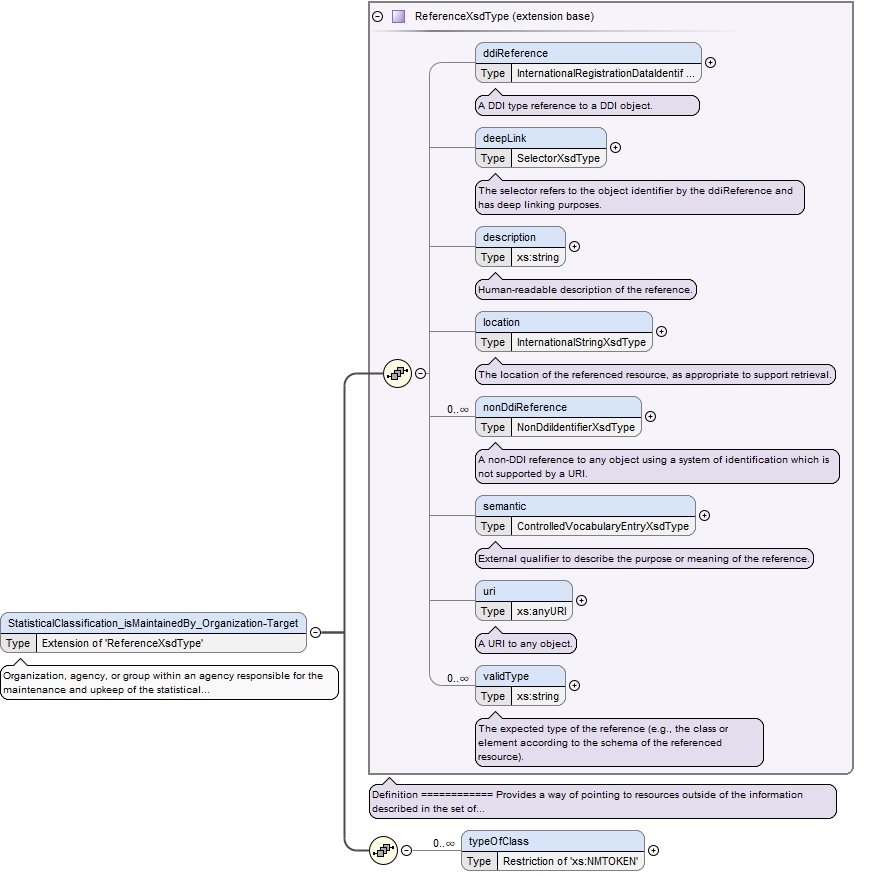 ReferenceXsdType (extension base)
ddiReference
Type InternationalRegistrationDataIdentif ...
A DDI type reference to a DDI object.
deepLink
Type SelectorXsdType
The selector refers to the object identifier by the ddiReference and
has deep linking purposes.
description
Type xs:string
Human-readable description of the reference.
location
Type InternationalStringXsdType
The location of the referenced resource, as appropriate to support retrieval.
0..∞
nonDdiReference
Type NonDdiIdentifierXsdType
A non-DDI reference to any object using a system of identification which is
not supported by a URI.
semantic
Type ControlledVocabularyEntryXsdType
External qualifier to describe the purpose or meaning of the reference.
uri
Type xs:anyURI
A URI to any object.
0..∞
validType
Type xs:string
The expected type of the reference (e.g., the class or
element according to the schema of the referenced
resource).
StatisticalClassification_isMaintainedBy_Organization-Target
Type Extension of 'ReferenceXsdType'
Organization, agency, or group within an agency responsible for the
maintenance and upkeep of the statistical...
Definition ============ Provides a way of pointing to resources outside of the information
described in the set of...
0..∞
typeOfClass
Type Restriction of 'xs:NMTOKEN'